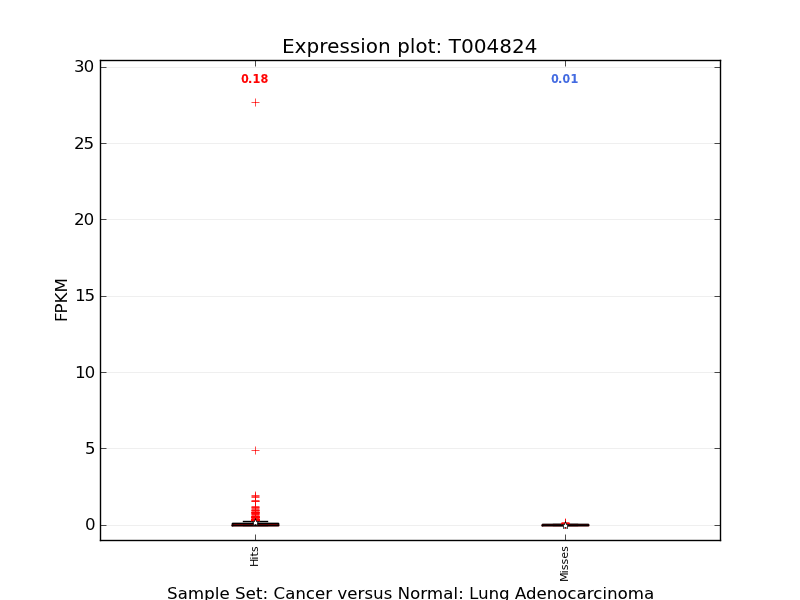 Expression plot: T004824
0.18
0.01
30
25
20
15
10
5
0
FPKM
Hits
Misses
Sample Set: Cancer versus Normal: Lung Adenocarcinoma